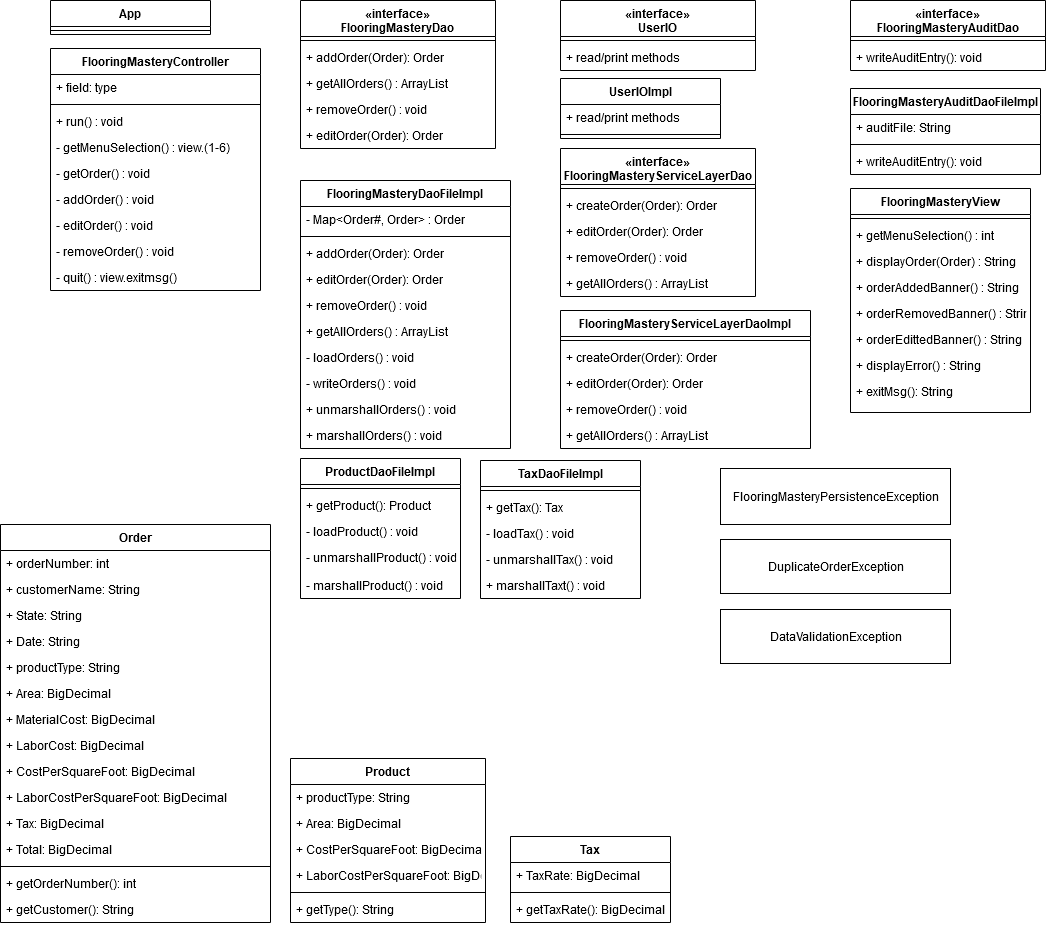 App
FlooringMasteryController
+ field: type
+ run() : void
- getMenuSelection() : view.(1-6)
- getOrder() : void
- addOrder() : void
- editOrder() : void
- removeOrder() : void
- quit() : view.exitmsg()
«interface»
FlooringMasteryDao
+ addOrder(Order): Order
+ getAllOrders() : ArrayList
+ removeOrder() : void
+ editOrder(Order): Order
FlooringMasteryDaoFileImpl
- Map<Order#, Order> : Order
+ addOrder(Order): Order
+ editOrder(Order): Order
+ removeOrder() : void
+ getAllOrders() : ArrayList
- loadOrders() : void
- writeOrders() : void
+ unmarshallOrders() : void
+ marshallOrders() : void
«interface»
UserIO
+ read/print methods
UserIOImpl
+ read/print methods
«interface»
FlooringMasteryServiceLayerDao
+ createOrder(Order): Order
+ editOrder(Order): Order
+ removeOrder() : void
+ getAllOrders() : ArrayList
FlooringMasteryServiceLayerDaoImpl
+ createOrder(Order): Order
+ editOrder(Order): Order
+ removeOrder() : void
+ getAllOrders() : ArrayList
«interface»
FlooringMasteryAuditDao
+ writeAuditEntry(): void
FlooringMasteryAuditDaoFileImpl
+ auditFile: String
+ writeAuditEntry(): void
FlooringMasteryView
+ getMenuSelection() : int
+ displayOrder(Order) : String
+ orderAddedBanner() : String
+ orderRemovedBanner() : Strin
+ orderEdittedBanner() : String
+ displayError() : String
+ exitMsg(): String
ProductDaoFileImpl
+ getProduct(): Product
- loadProduct() : void
- unmarshallProduct() : void
- marshallProduct() : void
TaxDaoFileImpl
+ getTax(): Tax
- loadTax() : void
- unmarshallTax() : void
+ marshallTaxt() : void
FlooringMasteryPersistenceException
DuplicateOrderException
DataValidationException
Order
+ orderNumber: int
+ customerName: String
+ State: String
+ Date: String
+ productType: String
+ Area: BigDecimal
+ MaterialCost: BigDecimal
+ LaborCost: BigDecimal
+ CostPerSquareFoot: BigDecimal
+ LaborCostPerSquareFoot: BigDecimal
+ Tax: BigDecimal
+ Total: BigDecimal
+ getOrderNumber(): int
+ getCustomer(): String
Product
+ productType: String
+ Area: BigDecimal
+ CostPerSquareFoot: BigDecima
+ LaborCostPerSquareFoot: BigD
+ getType(): String
Tax
+ TaxRate: BigDecimal
+ getTaxRate(): BigDecimal